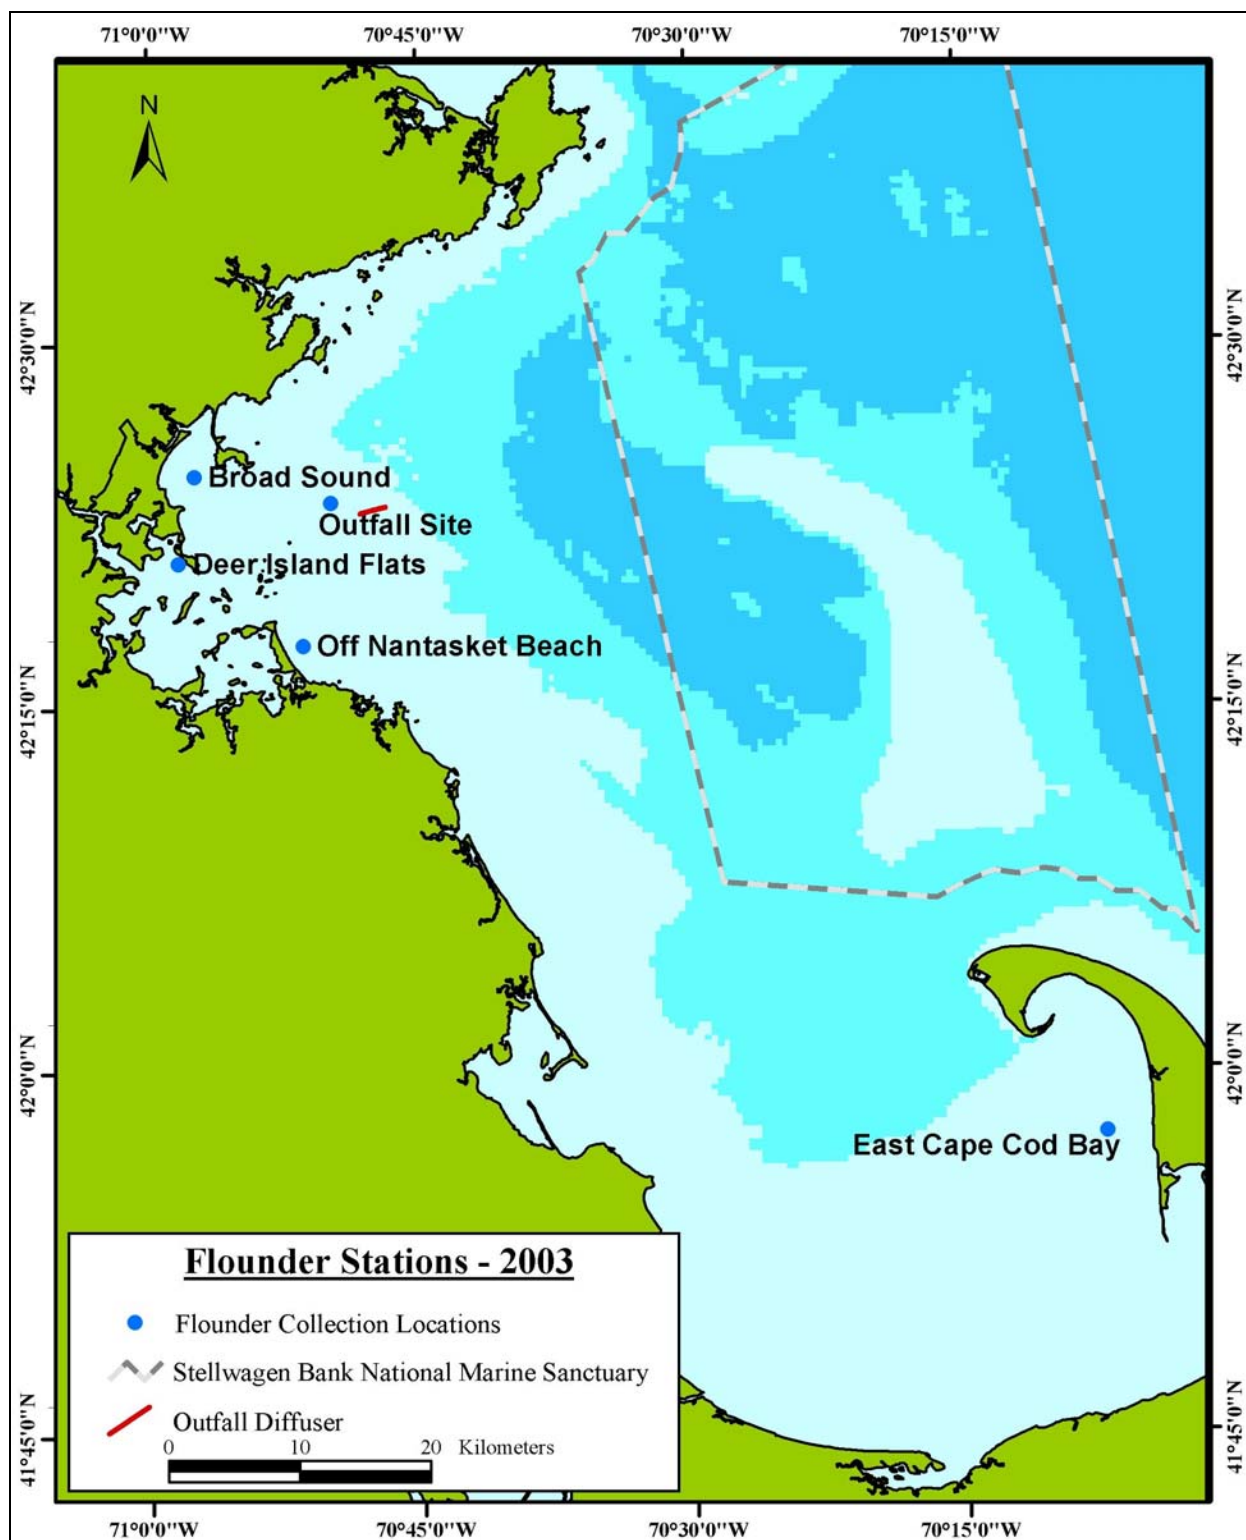 71°0'0"W 70°45'0"W 70°30'0"W 70°15'0"W
N
42°30'0"N 42°30'0"N
Broad Sound
Outfall Site
Deer Island Flats
Off Nantasket Beach
42°15'0"N 42°15'0"N
42°0'0"N 42°0'0"N
East Cape Cod Bay
Flounder Stations - 2003
Flounder Collection Locations
Stellwagen Bank National Marine Sanctuary
Outfall Diffuser
0 10 20 Kilometers
41°45'0"N 41°45'0"N
71°0'0"W 70°45'0"W 70°30'0"W 70°15'0"W